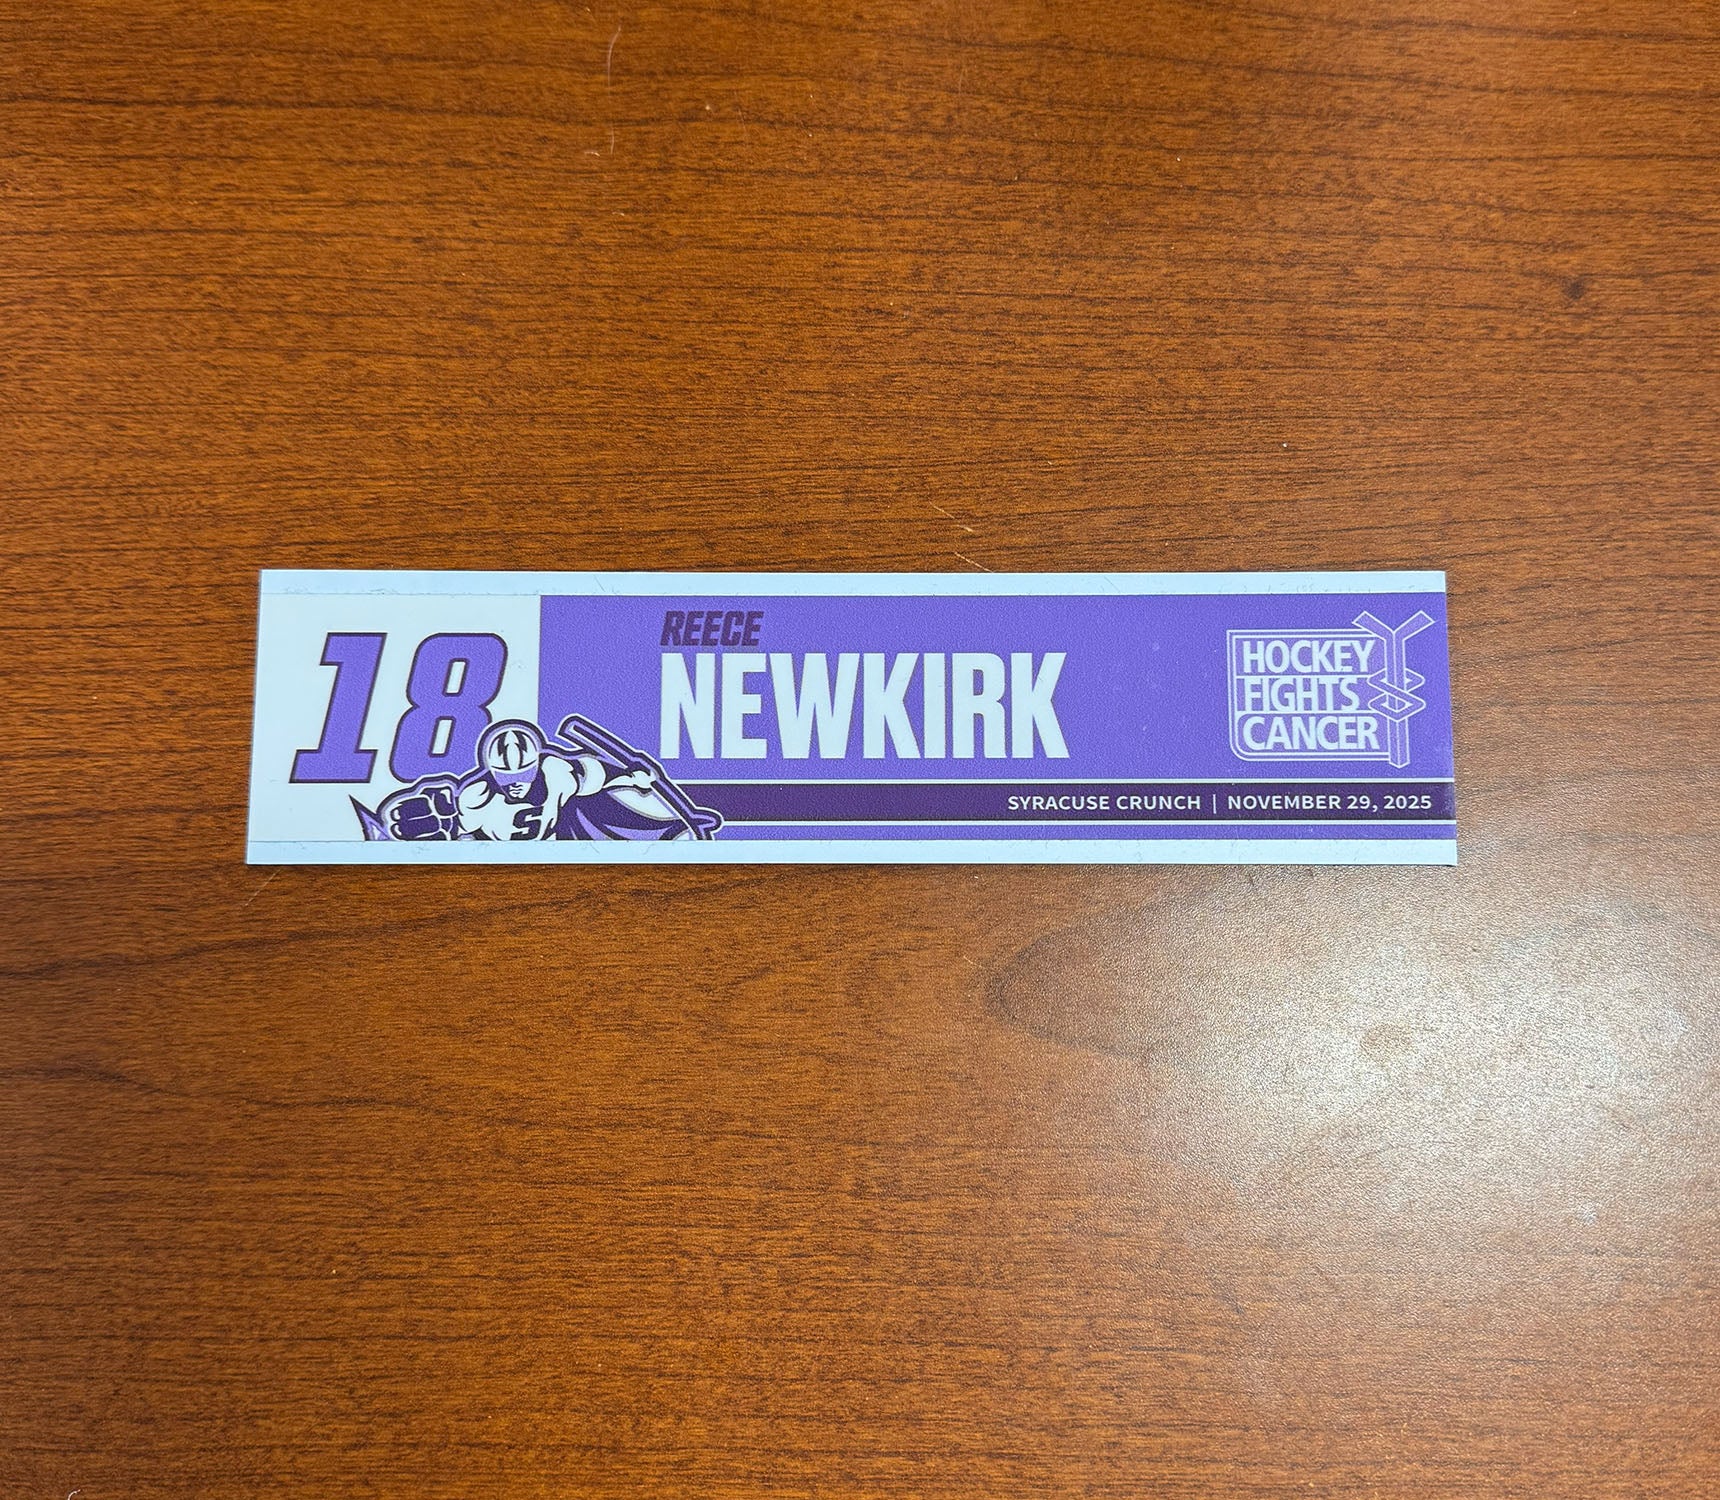 18
REECE
NEWKIRK
HOCKEY
FIGHTS
CANCER
S
SYRACUSE CRUNCH | NOVEMBER 29, 2025